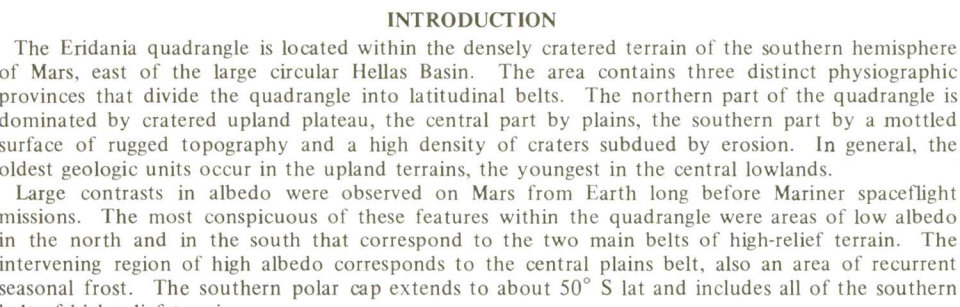 INTRODUCTION
The Eridania quadrangle is located within the densely cratered terrain of the southern hemisphere
of Mars, east of the large circular Hellas Basin. The area contains three distinct physiographic
provinces that divide the quadrangle into latitudinal belts. The northern part of the quadrangle is
dominated by cratered upland plateau, the central part by plains, the southern part by a mottled
surface of rugged topography and a high density of craters subdued by erosion. In general, the
oldest geologic units occur in the upland terrains, the youngest in the central lowlands.
Large contrasts in albedo were observed on Mars from Earth long before Mariner spaceflight
missions. The most conspicuous of these features within the quadrangle were areas of low albedo
in the north and in the south that correspond to the two main belts of high-relief terrain. The
intervening region of high albedo corresponds to the central plains belt, also an area of recurrent
seasonal frost. The southern polar cap extends to about 50° S lat and includes all of the southern